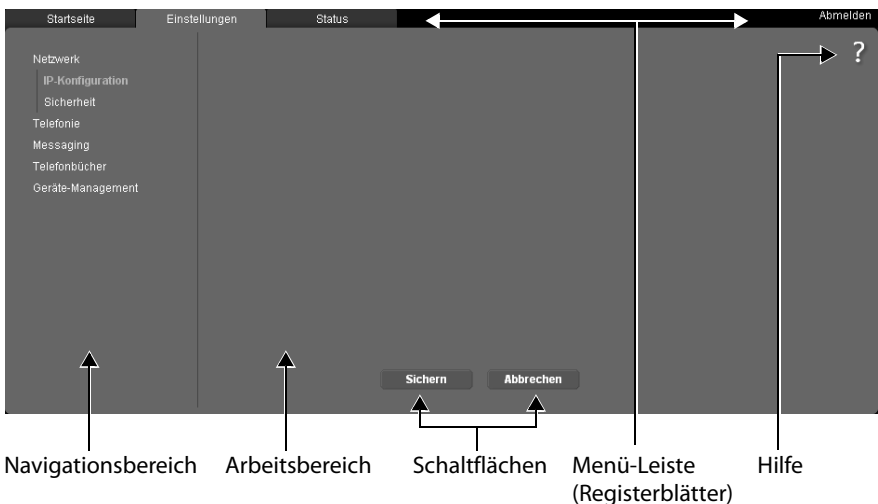 Startseite
Einstellungen
Status
Abmelden
?
Netzwerk
IP-Konfiguration
Sicherheit
Telefonie
Messaging
Telefonbücher
Geräte-Management
Sichern
Abbrechen
Navigationsbereich
Arbeitsbereich
Schaltflächen
Menü-Leiste
(Registerblätter)
Hilfe